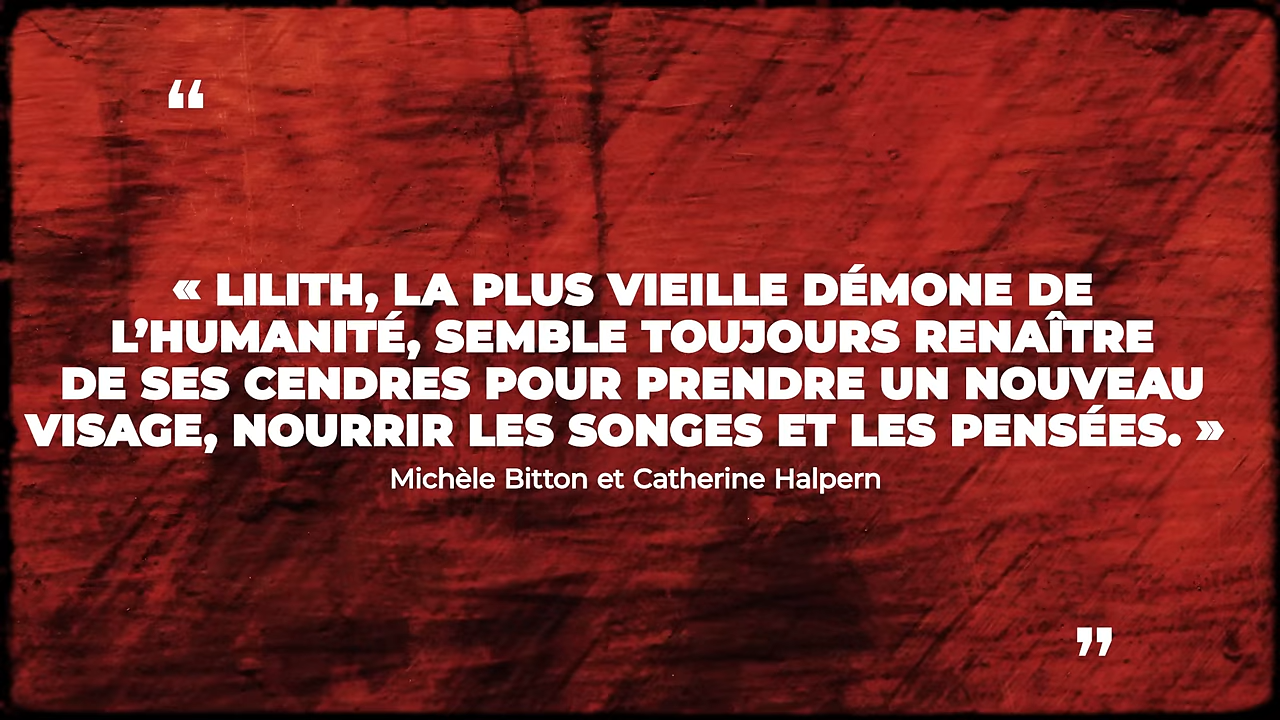 “
« LILITH, LA PLUS VIEILLE DÉMONE DE
L’HUMANITÉ, SEMBLE TOUJOURS RENAÎTRE
DE SES CENDRES POUR PRENDRE UN NOUVEAU
VISAGE, NOURRIR LES SONGES ET LES PENSÉES. »
Michèle Bitton et Catherine Halpern
”